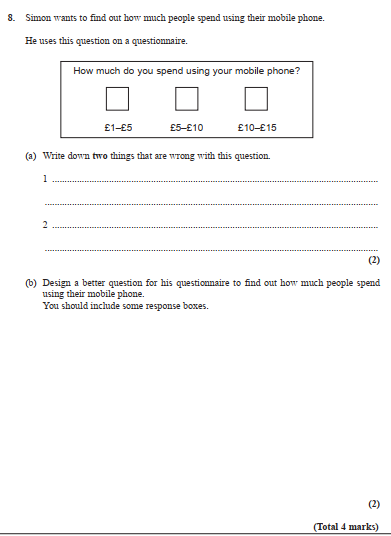 8. Simon wants to find out how much people spend using their mobile phone.
He uses this question on a questionnaire.
How much do you spend using your mobile phone?
£1–£5 £5–£10 £10–£15
(a) Write down two things that are wrong with this question.
1 ........................................................................
........................................................................
2 ........................................................................
........................................................................
(2)
(b) Design a better question for his questionnaire to find out how much people spend
using their mobile phone.
You should include some response boxes.
(2)
(Total 4 marks)